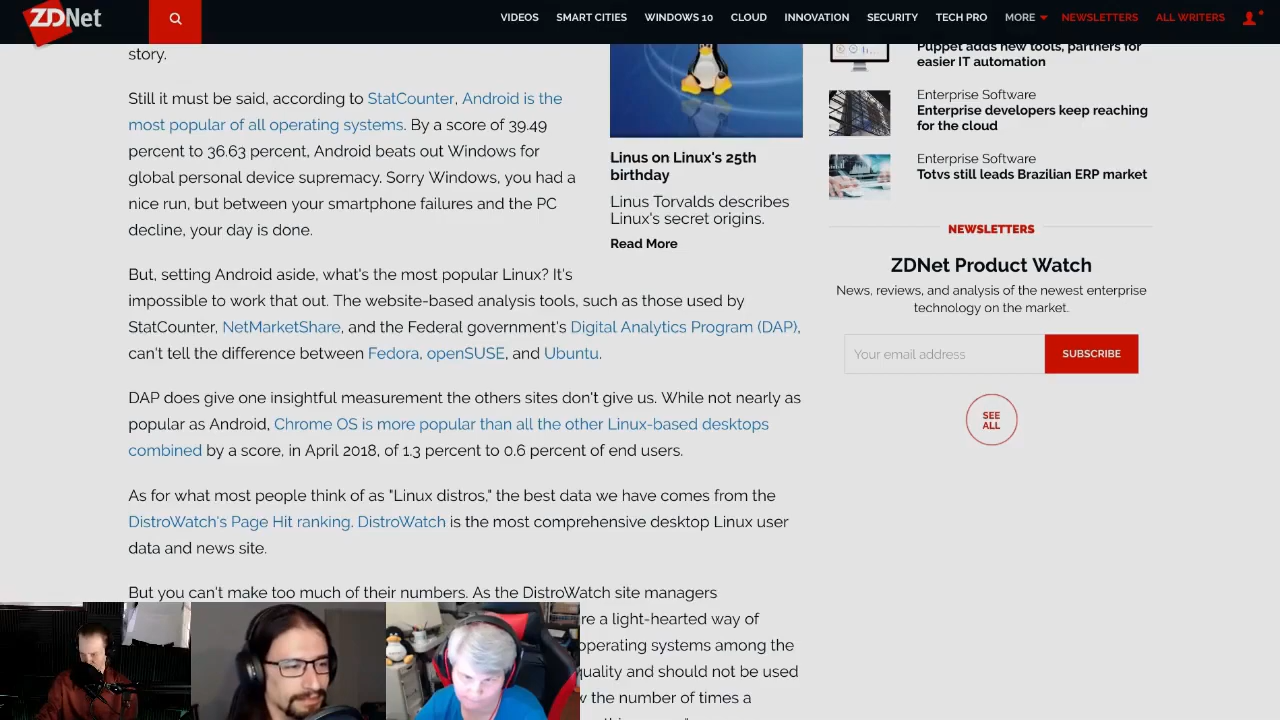 ZDNet
VIDEOS SMART CITIES WINDOWS 10 CLOUD INNOVATION SECURITY TECH PRO MORE NEWSLETTERS ALL WRITERS
story.
Still it must be said, according to StatCounter, Android is the
most popular of all operating systems. By a score of 39.49
percent to 36.63 percent, Android beats out Windows for
global personal device supremacy. Sorry Windows, you had a
nice run, but between your smartphone failures and the PC
decline, your day is done.
But, setting Android aside, what's the most popular Linux? It's
impossible to work that out. The website-based analysis tools, such as those used by
StatCounter, NetMarketShare, and the Federal government's Digital Analytics Program (DAP),
can't tell the difference between Fedora, openSUSE, and Ubuntu.
DAP does give one insightful measurement the others sites don't give us. While not nearly as
popular as Android, Chrome OS is more popular than all the other Linux-based desktops
combined by a score, in April 2018, of 1.3 percent to 0.6 percent of end users.
As for what most people think of as "Linux distros," the best data we have comes from the
DistroWatch's Page Hit ranking. DistroWatch is the most comprehensive desktop Linux user
data and news site.
But you can't make too much of their numbers. As the DistroWatch site managers
re a light-hearted way of
operating systems among the
quality and should not be used
the number of times a
Linus on Linux's 25th
birthday
Linus Torvalds describes
Linux's secret origins.
Read More
Puppet adds new tools, partners for
easier IT automation
Enterprise Software
Enterprise developers keep reaching
for the cloud
Enterprise Software
Totvs still leads Brazilian ERP market
NEWSLETTERS
ZDNet Product Watch
News, reviews, and analysis of the newest enterprise
technology on the market.
Your email address
SUBSCRIBE
SEE
ALL